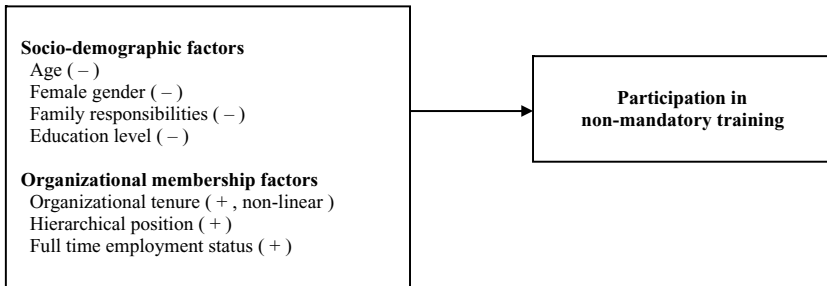 Socio-demographic factors
Age ( – )
Female gender ( – )
Family responsibilities ( – )
Education level ( – )
Organizational membership factors
Organizational tenure ( + , non-linear )
Hierarchical position ( + )
Full time employment status ( + )
Participation in
non-mandatory training